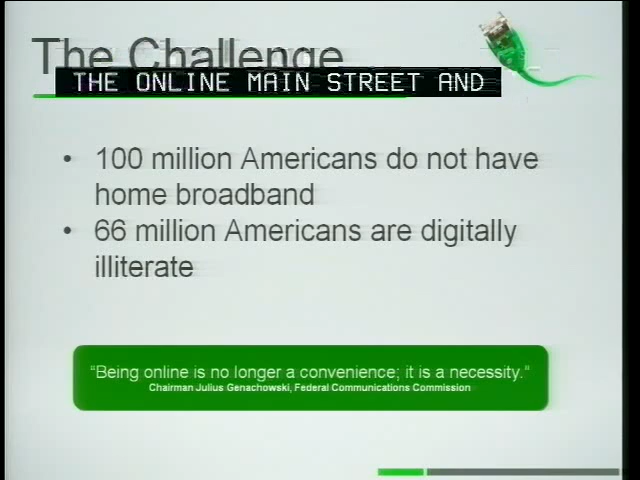 The Challenge
THE ONLINE MAIN STREET AND
• 100 million Americans do not have
home broadband
• 66 million Americans are digitally
illiterate
“Being online is no longer a convenience; it is a necessity.“
Chairman Julius Genachowski, Federal Communications Commission